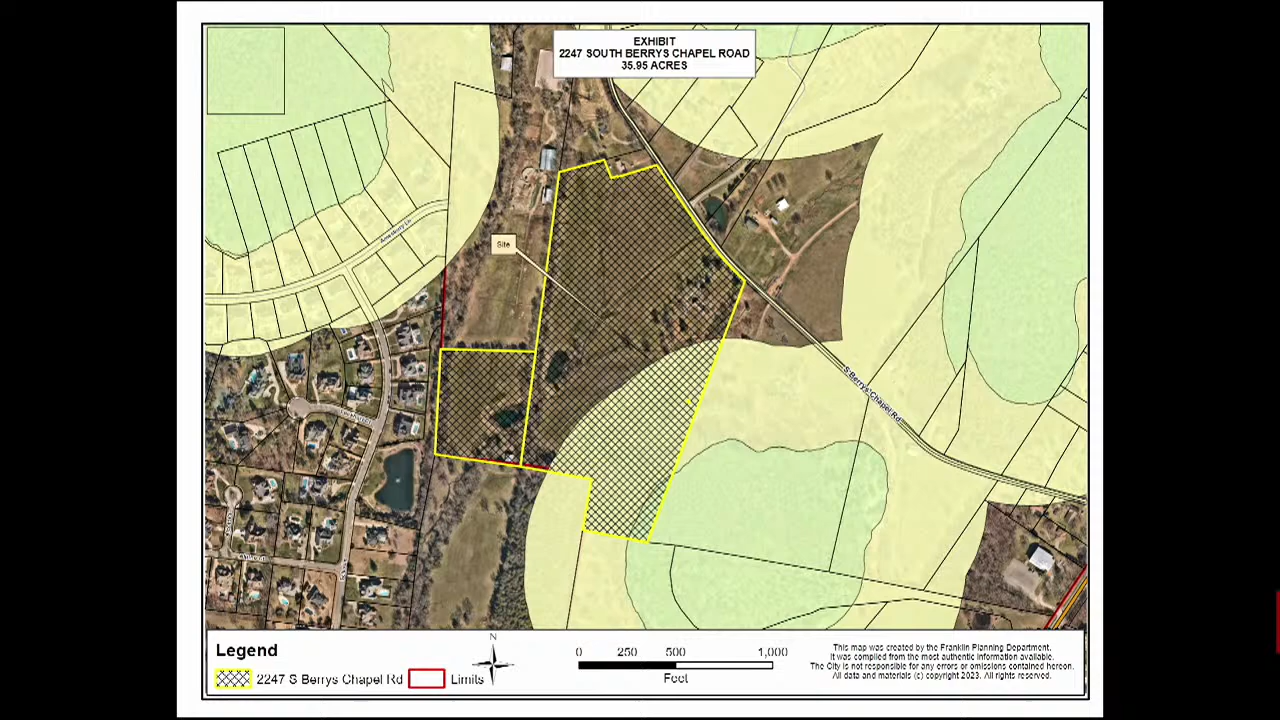 EXHIBIT
2247 SOUTH BERRYS CHAPEL ROAD
35.95 ACRES
Site
S Berrys Chapel Rd
Legend
2247 S Berrys Chapel Rd
Limits
N
0 250 500 1,000
Feet
This map was created by the Franklin Planning Department.
It was compiled from the most authentic information available.
The City is not responsible for any errors or omissions contained hereon.
All data and materials (c) copyright 2023. All rights reserved.